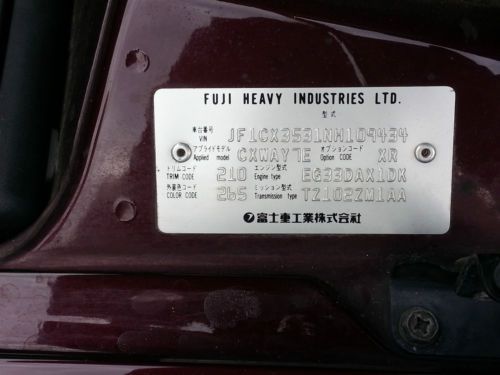 FUJI HEAVY INDUSTRIES LTD.
型式
車台番号 VIN JF1CX3531NH109434
アプライドモデル Applied model CXWAY7E オプションコード Option CODE XR
トリムコード TRIM CODE 210 エンジン型式 Engine type EG33DAX1DK
外着色コード COLOR CODE 265 ミッション型式 Transmission type TZ102Z1AA
富士重工業株式会社